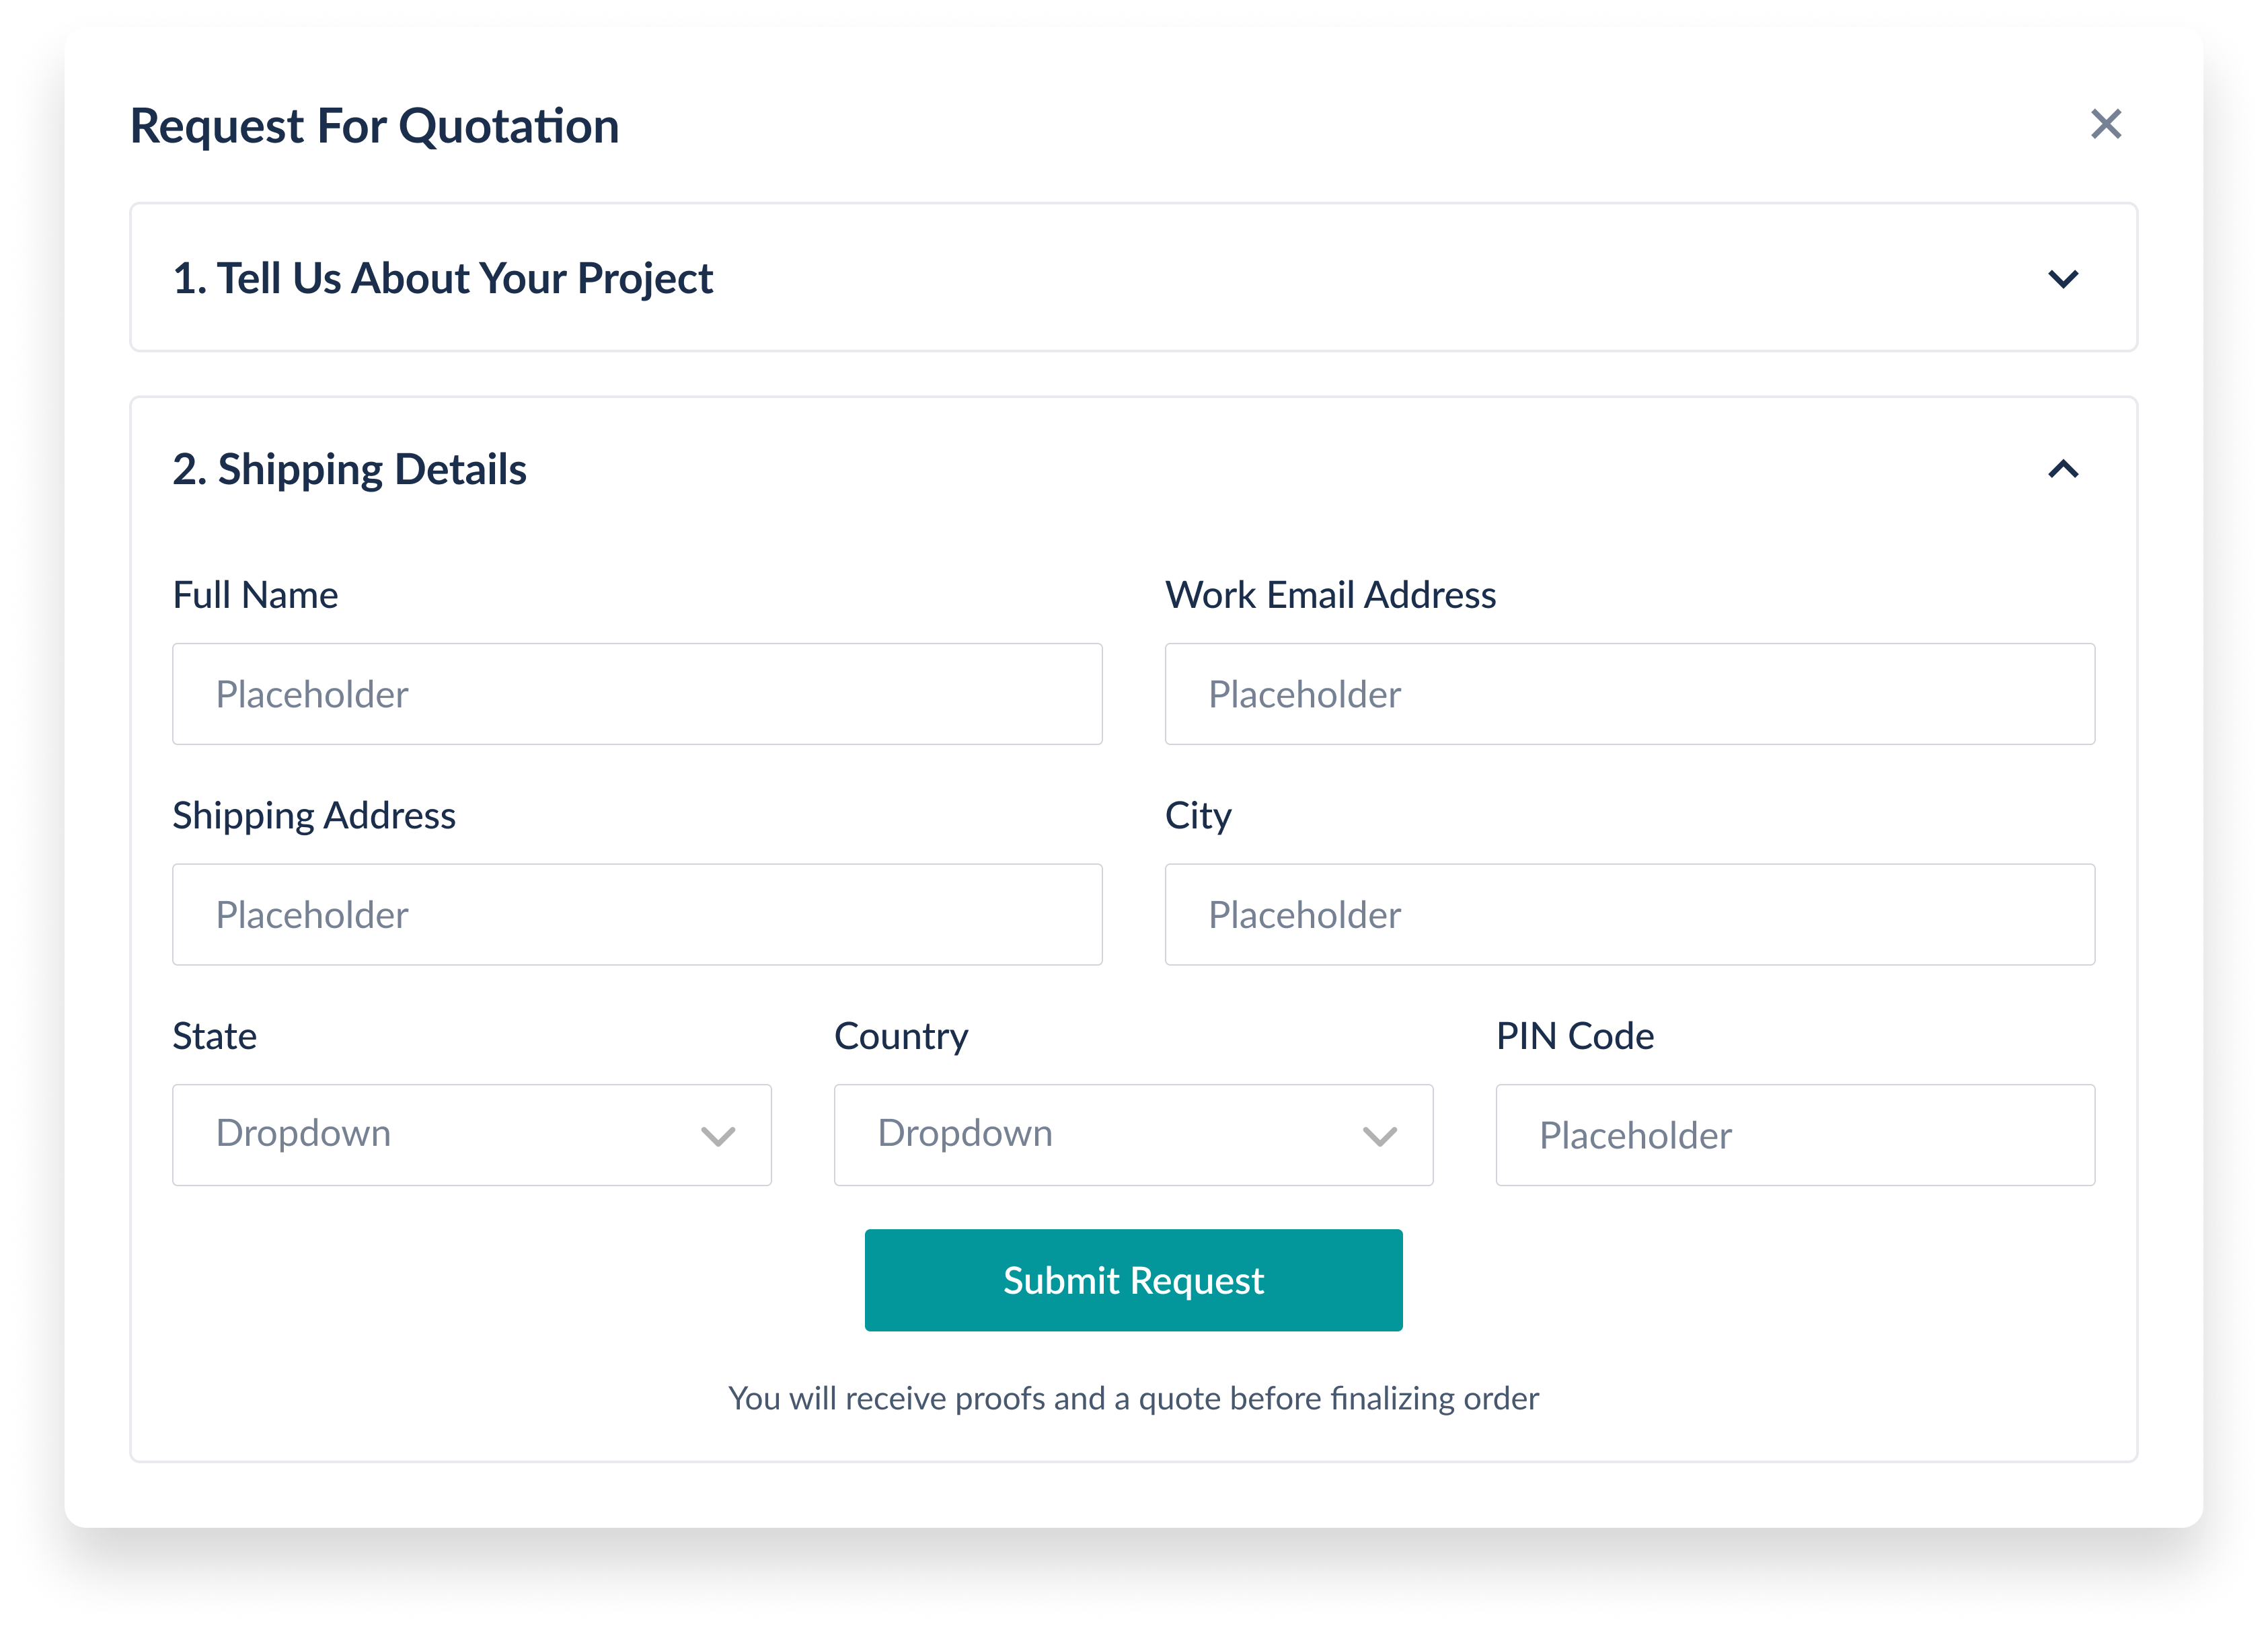 Request For Quotation
1. Tell Us About Your Project
2. Shipping Details
Full Name
Work Email Address
Placeholder
Placeholder
Shipping Address
City
Placeholder
Placeholder
State
Country
PIN Code
Dropdown
Dropdown
Placeholder
Submit Request
You will receive proofs and a quote before finalizing order